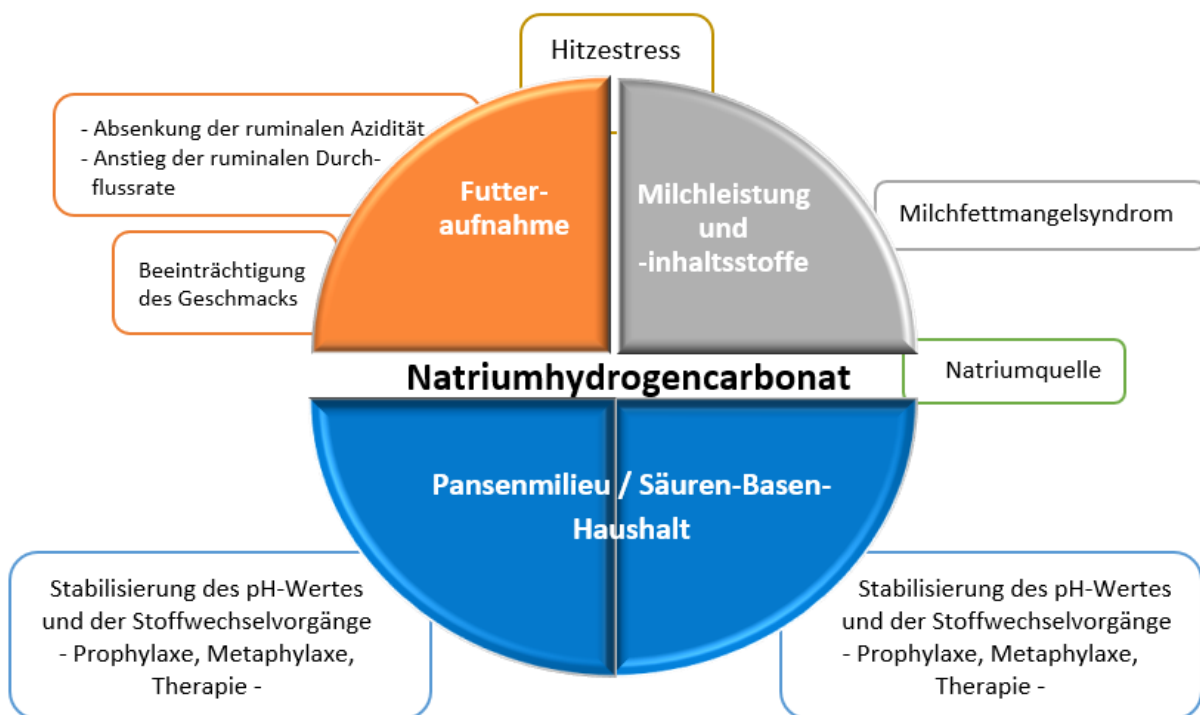 Hitzestress
- Absenkung der ruminalen Azidität
- Anstieg der ruminalen Durch-
flussrate
Futter-
aufnahme
Milchleistung
und
-inhaltsstoffe
Milchfettmangelsyndrom
Beeinträchtigung
des Geschmacks
Natriumhydrogencarbonat
Natriumquelle
Pansenmilieu / Säuren-Basen-
Haushalt
Stabilisierung des pH-Wertes
und der Stoffwechselvorgänge
- Prophylaxe, Metaphylaxe,
Therapie -
Stabilisierung des pH-Wertes
und der Stoffwechselvorgänge
- Prophylaxe, Metaphylaxe,
Therapie -